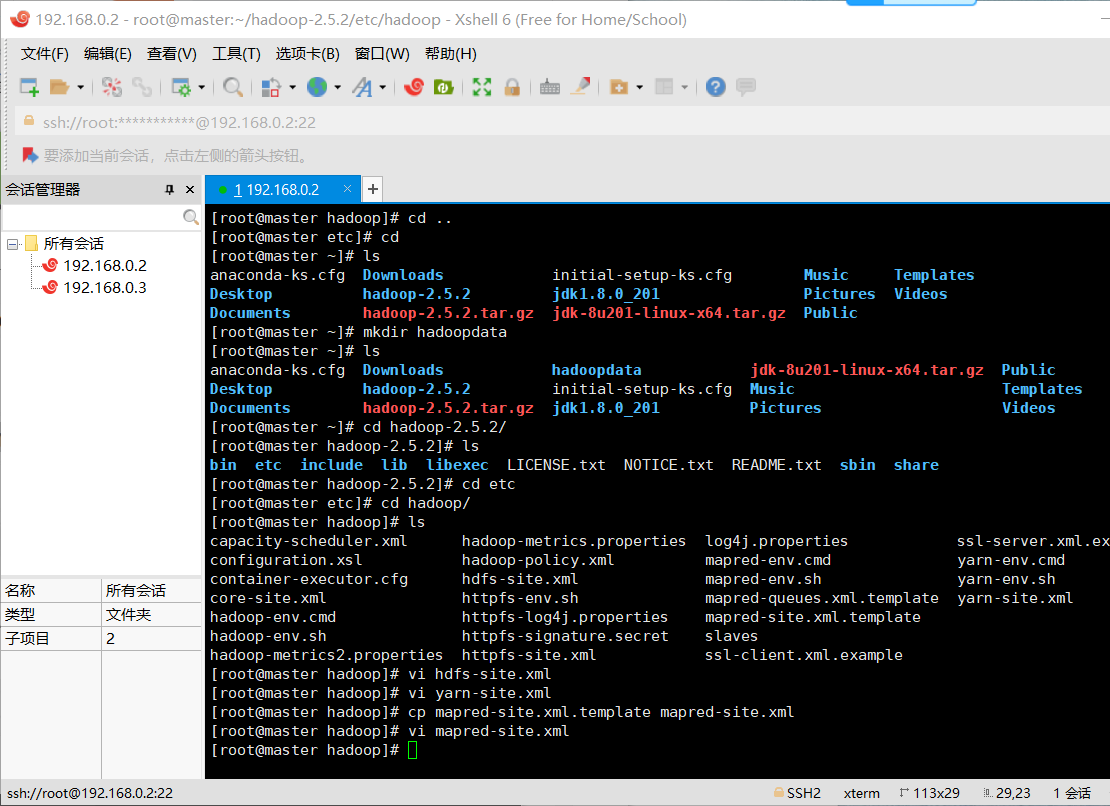 192.168.0.2 - root@master:~/hadoop-2.5.2/etc/hadoop - Xshell 6 (Free for Home/School)
文件(F) 编辑(E) 查看(V) 工具(T) 选项卡(B) 窗口(W) 帮助(H)
ssh://root:***********@192.168.0.2:22
要添加当前会话，点击左侧的箭头按钮。
会话管理器
1 192.168.0.2
所有会话
192.168.0.2
192.168.0.3
名称 所有会话
类型 文件夹
子项目 2
[root@master hadoop]# cd ..
[root@master etc]# cd
[root@master ~]# ls
anaconda-ks.cfg Downloads initial-setup-ks.cfg Music Templates
Desktop hadoop-2.5.2 jdk1.8.0_201 Pictures Videos
Documents hadoop-2.5.2.tar.gz jdk-8u201-linux-x64.tar.gz Public
[root@master ~]# mkdir hadoopdata
[root@master ~]# ls
anaconda-ks.cfg Downloads hadoopdata jdk-8u201-linux-x64.tar.gz Public
Desktop hadoop-2.5.2 initial-setup-ks.cfg Music Templates
Documents hadoop-2.5.2.tar.gz jdk1.8.0_201 Pictures Videos
[root@master ~]# cd hadoop-2.5.2/
[root@master hadoop-2.5.2]# ls
bin etc include lib libexec LICENSE.txt NOTICE.txt README.txt sbin share
[root@master hadoop-2.5.2]# cd etc
[root@master etc]# cd hadoop/
[root@master hadoop]# ls
capacity-scheduler.xml hadoop-metrics.properties log4j.properties ssl-server.xml.ex
configuration.xsl hadoop-policy.xml mapred-env.cmd yarn-env.cmd
container-executor.cfg hdfs-site.xml mapred-env.sh yarn-env.sh
core-site.xml httpfs-env.sh mapred-queues.xml.template yarn-site.xml
hadoop-env.cmd httpfs-log4j.properties mapred-site.xml.template
hadoop-env.sh httpfs-signature.secret slaves
hadoop-metrics2.properties httpfs-site.xml ssl-client.xml.example
[root@master hadoop]# vi hdfs-site.xml
[root@master hadoop]# vi yarn-site.xml
[root@master hadoop]# cp mapred-site.xml.template mapred-site.xml
[root@master hadoop]# vi mapred-site.xml
[root@master hadoop]#
ssh://root@192.168.0.2:22 SSH2 xterm 113x29 29,23 1 会话